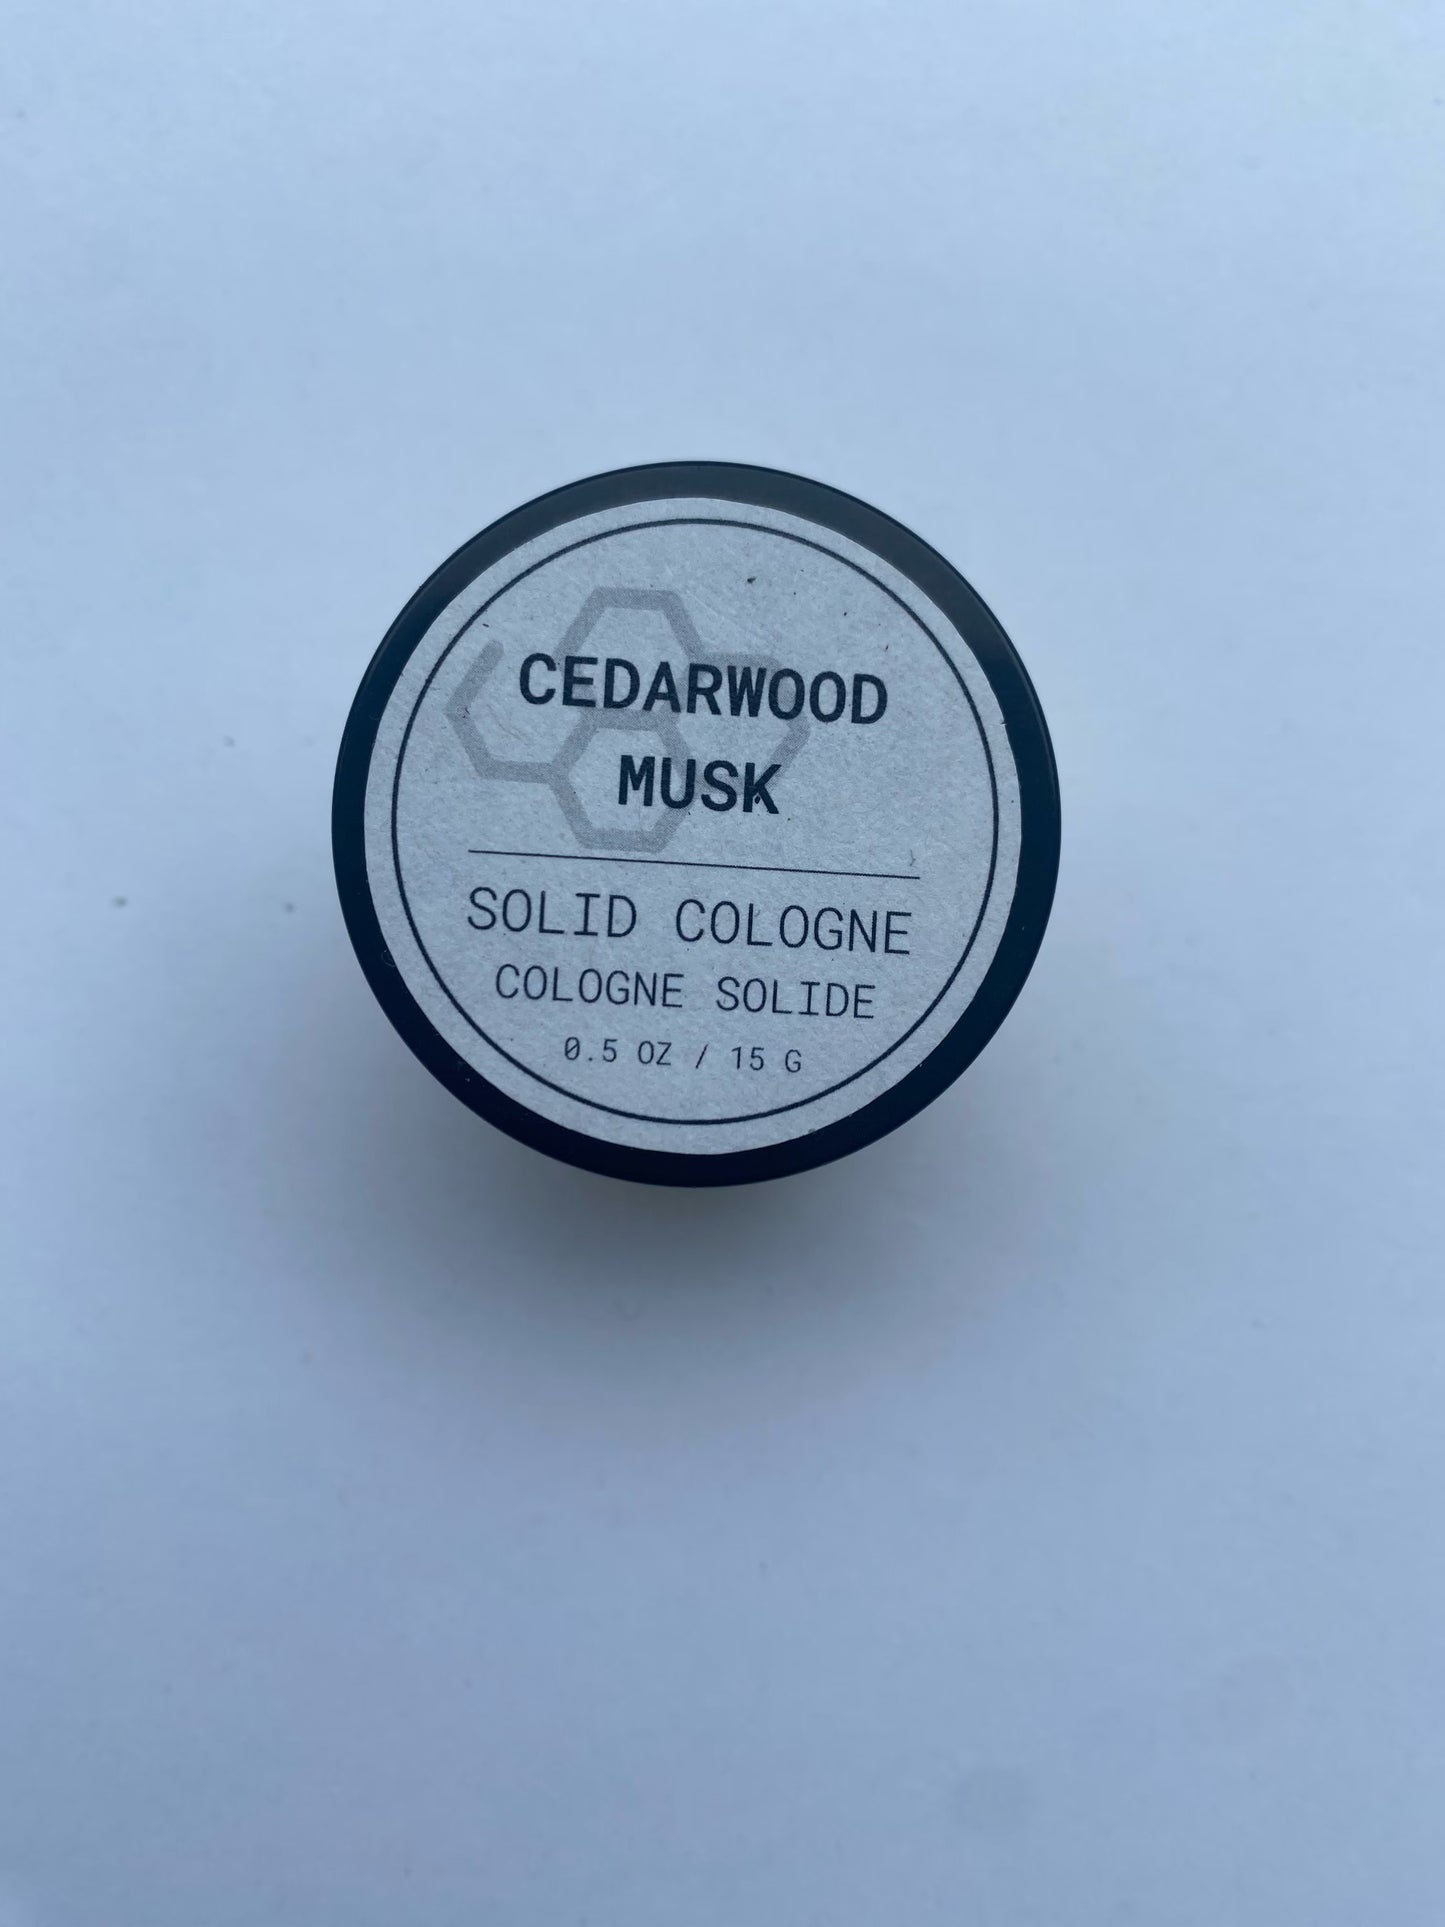 CEDARWOOD
MUSK
SOLID COLOGNE
COLOGNE SOLIDE
0.5 OZ / 15 G